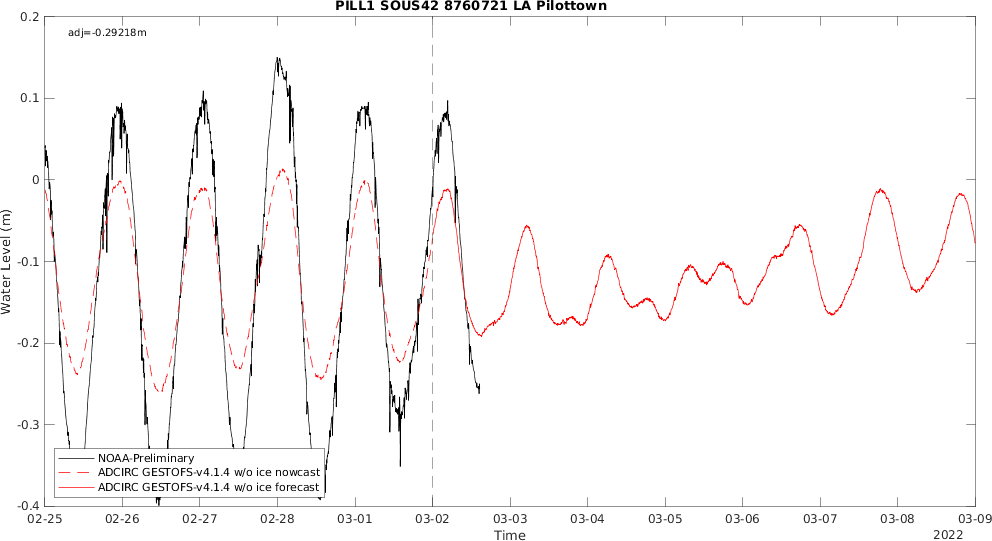 PILL1 SOUS42 8760721 LA Pilottown
adj=-0.29218m
0.2
0.1
0
-0.1
-0.2
-0.3
-0.4
Water Level (m)
NOAA-Preliminary
ADCIRC GESTOFS-v4.1.4 w/o ice nowcast
ADCIRC GESTOFS-v4.1.4 w/o ice forecast
02-25 02-26 02-27 02-28 03-01 03-02 03-03 03-04 03-05 03-06 03-07 03-08 03-09
Time
2022